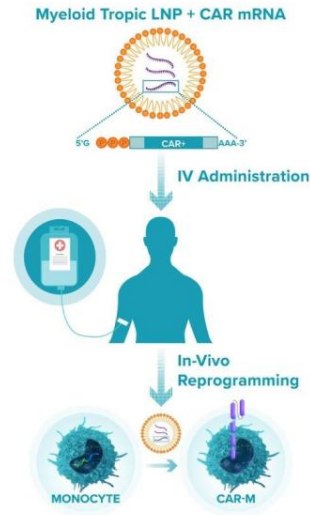 Myeloid Tropic LNP + CAR mRNA
5'G P P P CAR+ AAA-3'
IV Administration
In-Vivo
Reprogramming
MONOCYTE
CAR-M